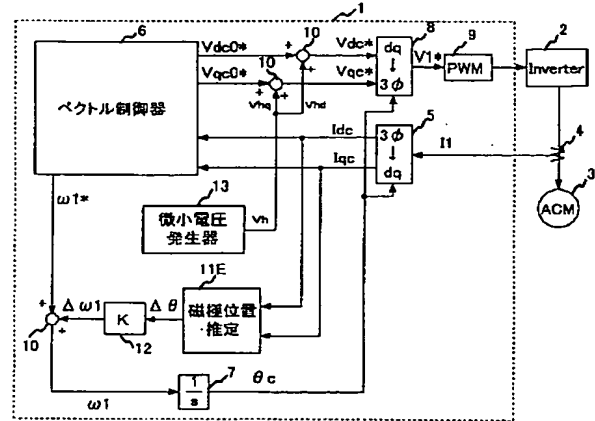 1
6
10
8
9
2
Vdc0*
Vdc*
dq
↓
3φ
V1*
PWM
Inverter
10
Vqc0*
Vqc*
ベクトル制御器
Vhq
Vhd
5
4
Idc
3φ
↓
dq
I1
Iqc
3
ACM
13
微小電圧
発生器
Vh
ω1*
11E
磁極位置
・推定
Δω1
K
Δθ
10
12
7
1
s
θc
ω1
+
+
+
+
+
+